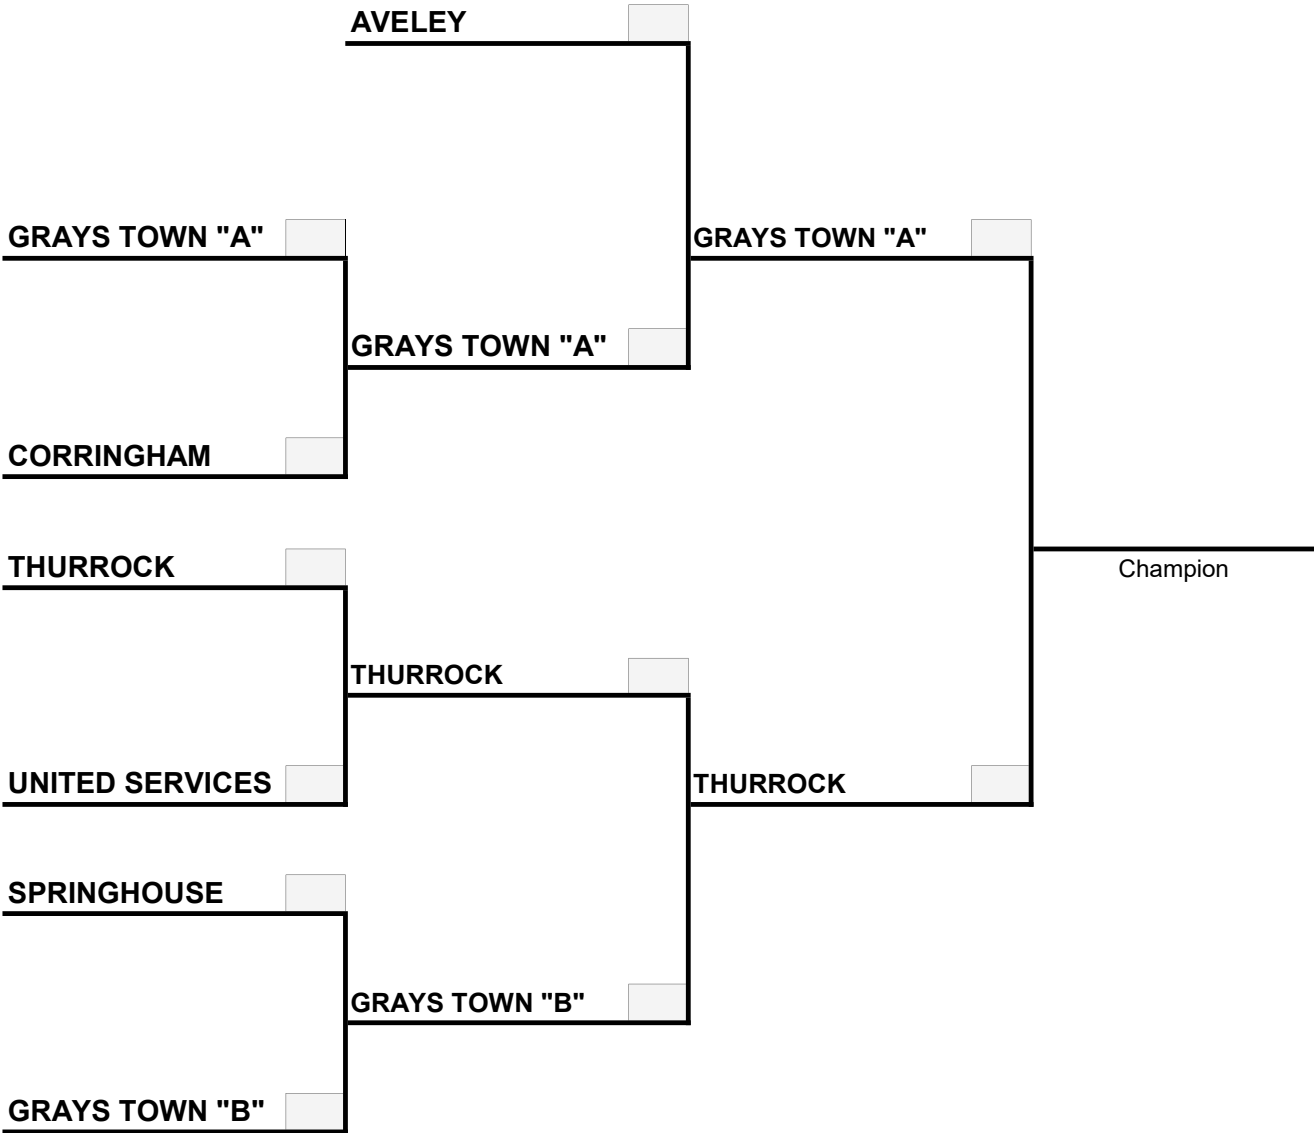 AVELEY
GRAYS TOWN "A"
GRAYS TOWN "A"
GRAYS TOWN "A"
CORRINGHAM
THURROCK
Champion
THURROCK
UNITED SERVICES
THURROCK
SPRINGHOUSE
GRAYS TOWN "B"
GRAYS TOWN "B"